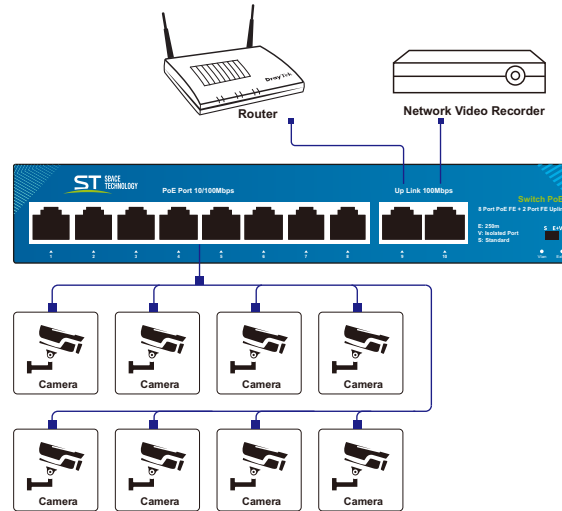 DrayTek
Router
Network Video Recorder
ST SPACE TECHNOLOGY
PoE Port 10/100Mbps
Up Link 100Mbps
Switch PoE
8 Port PoE FE + 2 Port FE Uplin
E: 250m
V: Isolated Port
S: Standard
S E+V
1 2 3 4 5 6 7 8 9 10
Camera Camera Camera Camera
Camera Camera Camera Camera